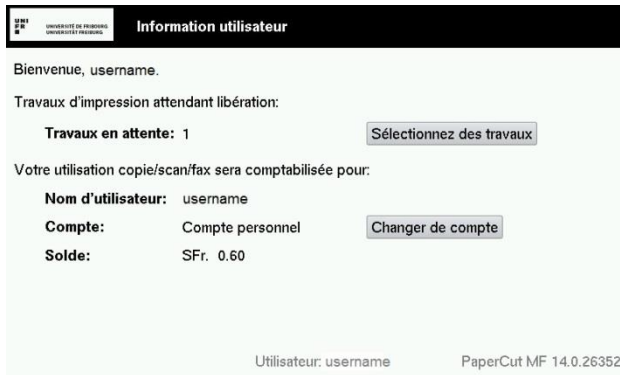 UNI
FR
UNIVERSITÉ DE FRIBOURG
UNIVERSITÄT FREIBURG
Information utilisateur
Bienvenue, username.
Travaux d'impression attendant libération:
Travaux en attente: 1 Sélectionnez des travaux
Votre utilisation copie/scan/fax sera comptabilisée pour:
Nom d'utilisateur: username
Compte: Compte personnel Changer de compte
Solde: SFr. 0.60
Utilisateur: username PaperCut MF 14.0.26352